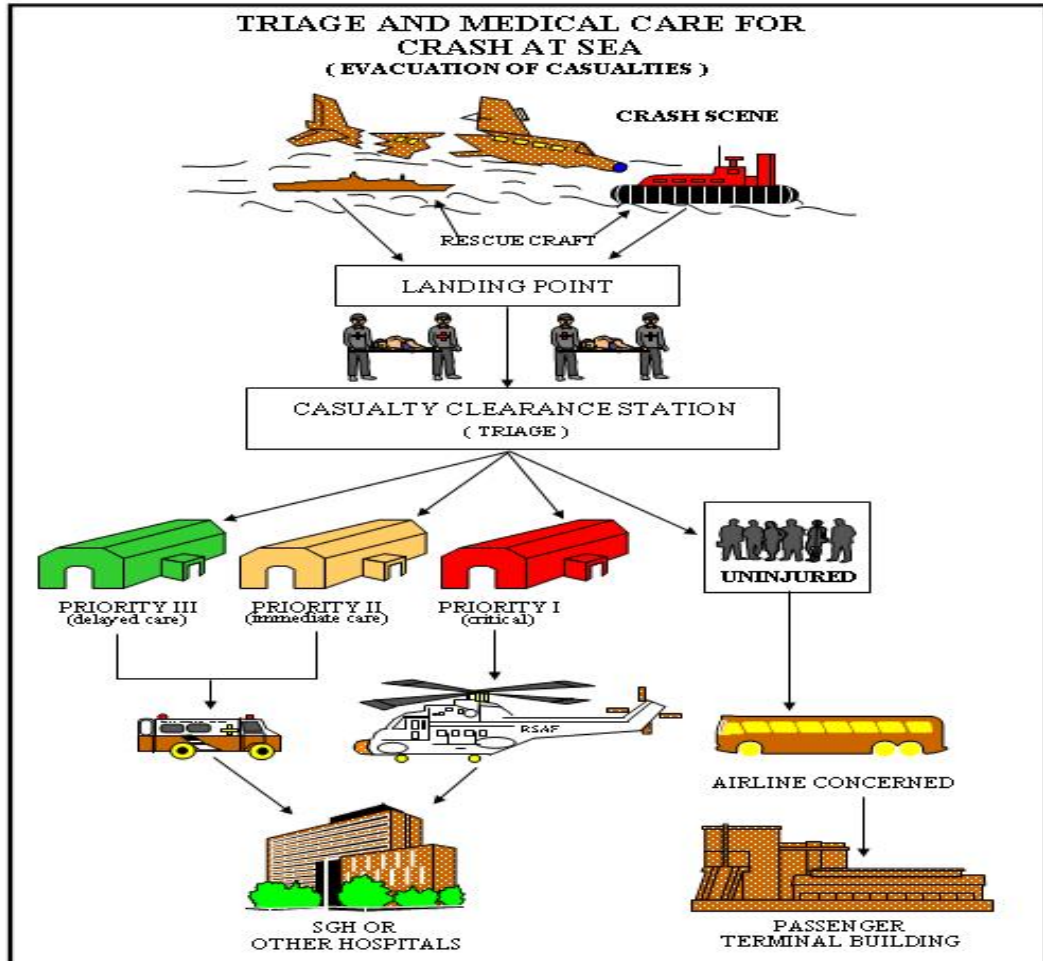 TRIAGE AND MEDICAL CARE FOR
CRASH AT SEA
( EVACUATION OF CASUALTIES )
CRASH SCENE
RESCUE CRAFT
LANDING POINT
CASUALTY CLEARANCE STATION
( TRIAGE )
UNINJURED
PRIORITY III
(delayed care)
PRIORITY II
(immediate care)
PRIORITY I
(critical)
RSAF
AIRLINE CONCERNED
SGH OR
OTHER HOSPITALS
PASSENGER
TERMINAL BUILDING